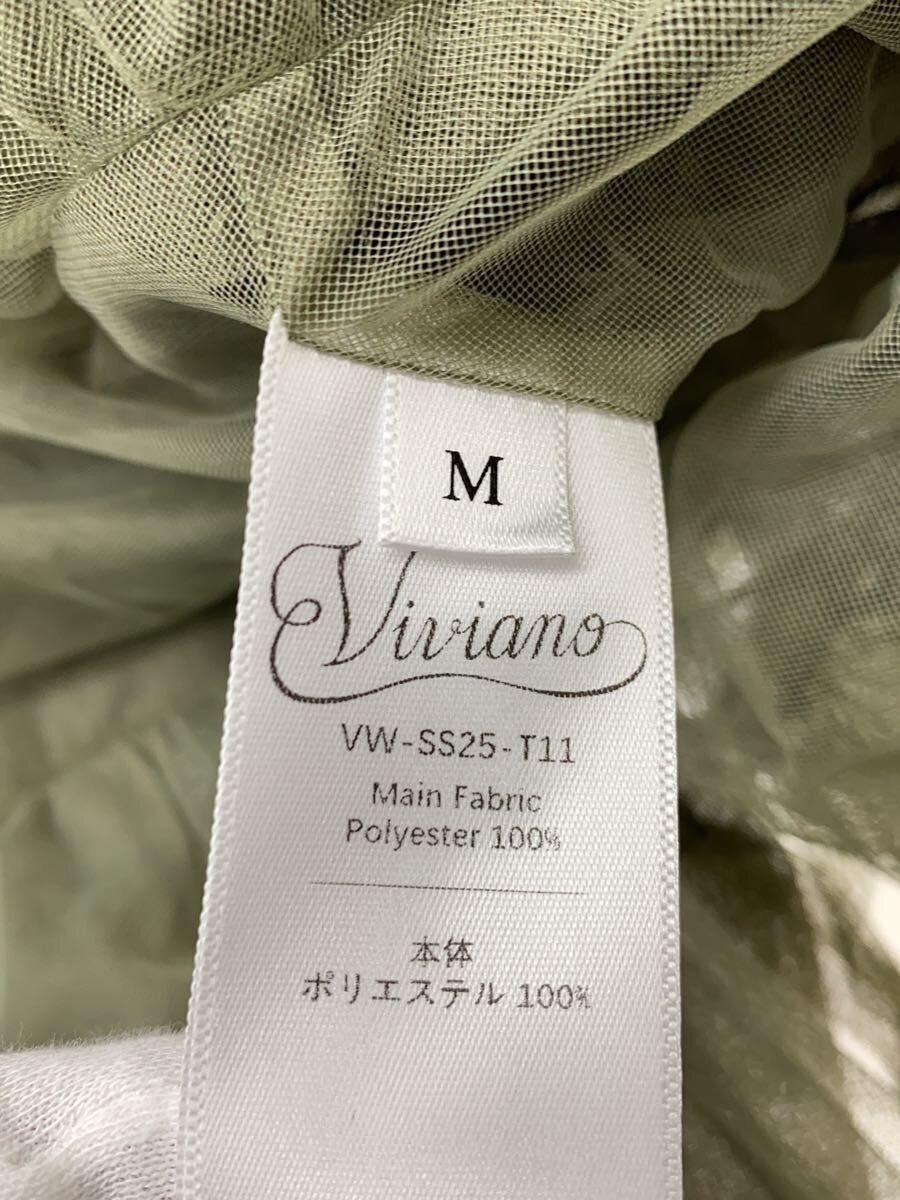 M
Viviano
VW-SS25-T11
Main Fabric
Polyester 100%
本体
ポリエステル 100%